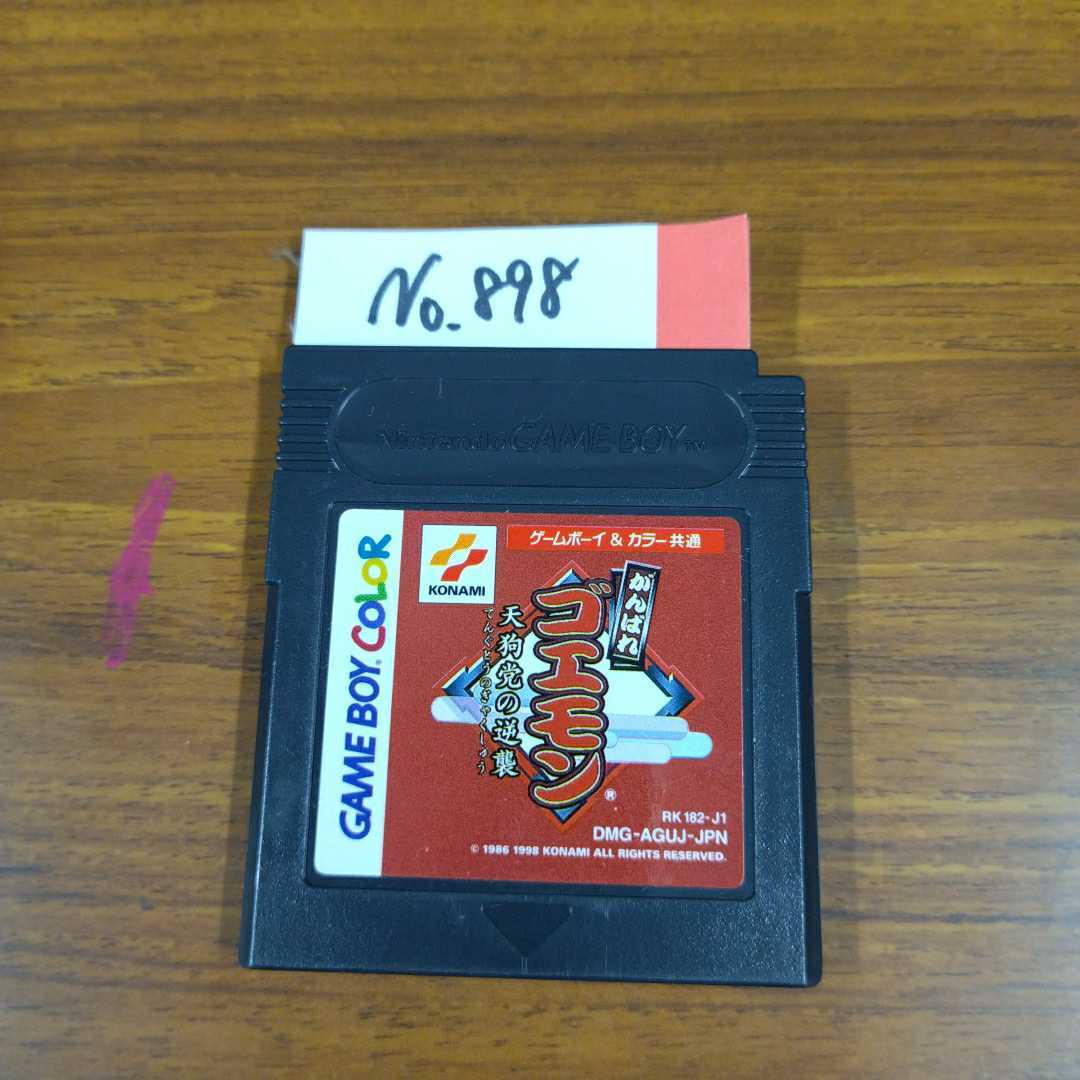 No. 898
Nintendo GAME BOY TM
GAME BOY COLOR
KONAMI
ゲームボーイ & カラー共通
がんばれ
ゴエモン
天狗党の逆襲
てんぐとうのぎゃくしゅう
®
RK 182-J1
DMG-AGUJ-JPN
© 1986 1998 KONAMI ALL RIGHTS RESERVED.